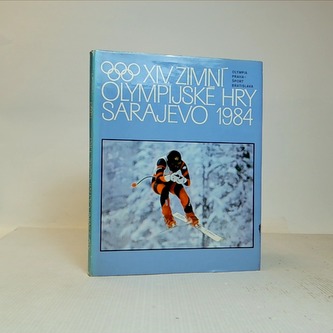 XIV ZIMNÍ
OLYMPIJSKÉ HRY
SARAJEVO 1984
OLYMPIA
PRAHA
ŠPORT
BRATISLAVA